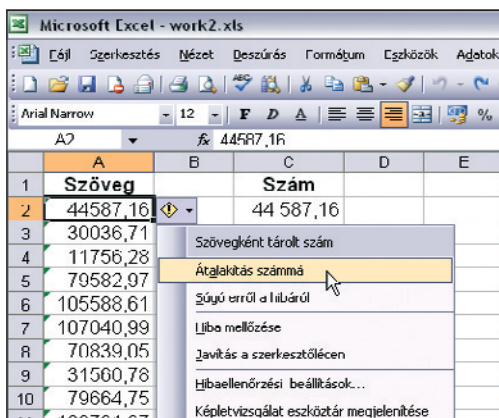 Microsoft Excel - work2.xls
Fájl Szerkesztés Nézet Beszúrás Formátum Eszközök Adatok
Arial Narrow 12 F D A %
A2 fx 44587,16
A B C D E
1 Szöveg Szám
2 44587,16 44 587,16
3 30036,71
Szövegként tárolt szám
4 11756,28
Átalakítás számmá
5 79582,97
6 105588,61
Súgó erről a hibáról
7 107040,99
Hiba mellőzése
8 70839,05
Javítás a szerkesztőlécen
9 31560,78
Hibaellenőrzési beállítások...
10 79664,75
Képletvizsgálat eszköztár megjelenítése